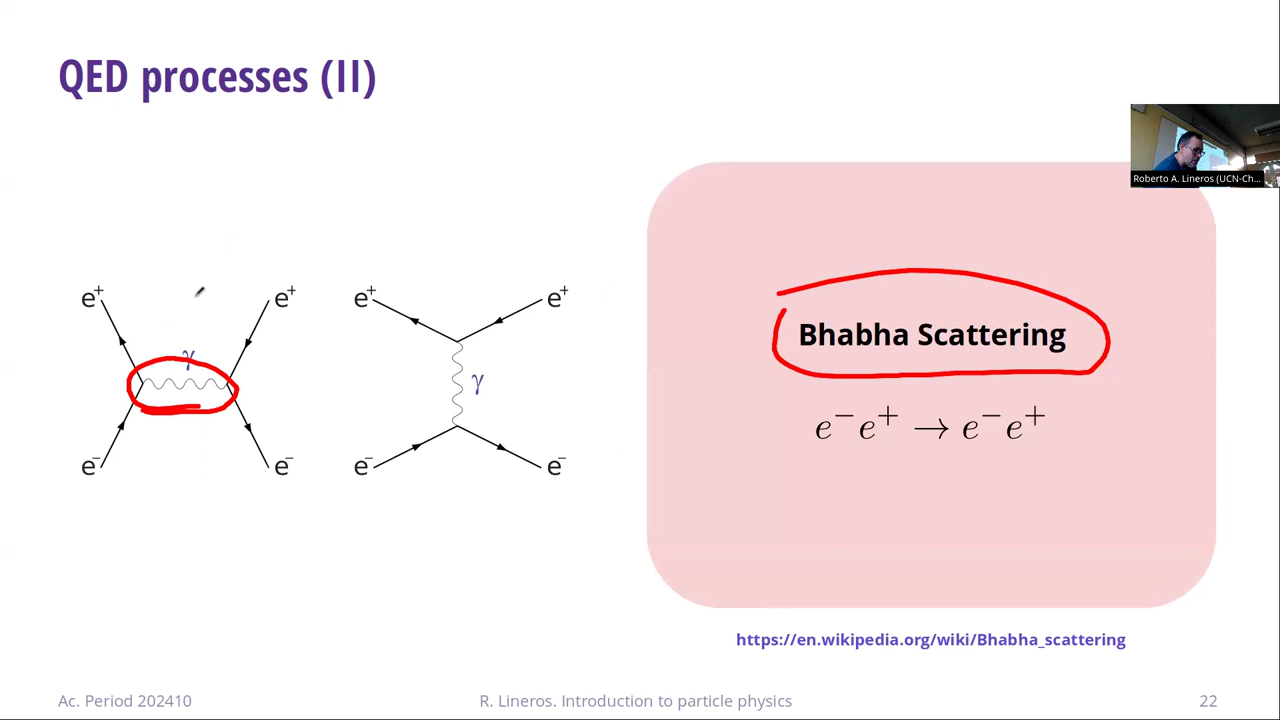 QED processes (II)
Roberto A. Lineros (UCN-Ch...
e⁺ e⁺ e⁺ e⁺
γ
γ
e⁻ e⁻ e⁻ e⁻
Bhabha Scattering
e⁻e⁺ → e⁻e⁺
https://en.wikipedia.org/wiki/Bhabha_scattering
Ac. Period 202410
R. Lineros. Introduction to particle physics
22